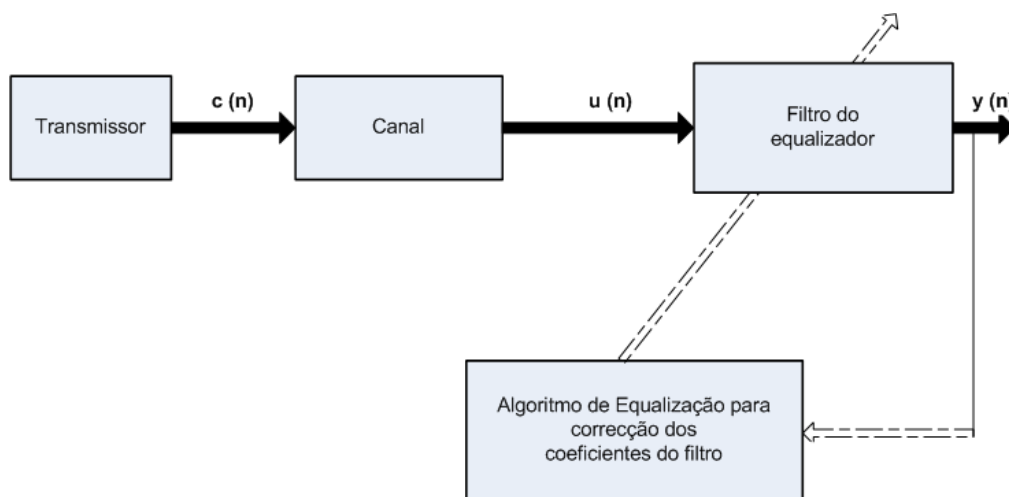 Transmissor
c (n)
Canal
u (n)
Filtro do
equalizador
y (n)
Algoritmo de Equalização para
correcção dos
coeficientes do filtro